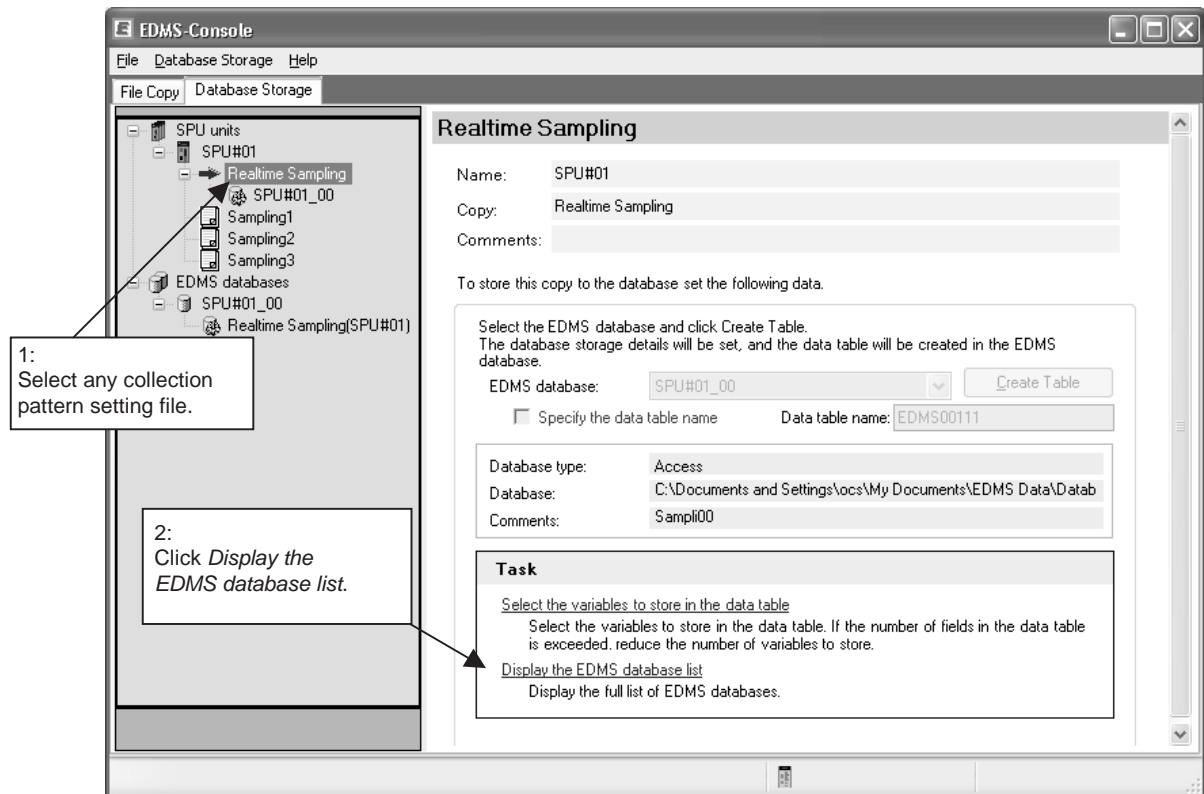 EDMS-Console
File Database Storage Help
File Copy Database Storage
SPU units
SPU#01
Realtime Sampling
SPU#01_00
Sampling1
Sampling2
Sampling3
EDMS databases
SPU#01_00
Realtime Sampling(SPU#01)
1:
Select any collection
pattern setting file.
2:
Click Display the
EDMS database list.
Realtime Sampling
Name: SPU#01
Copy: Realtime Sampling
Comments:
To store this copy to the database set the following data.
Select the EDMS database and click Create Table.
The database storage details will be set, and the data table will be created in the EDMS
database.
EDMS database: SPU#01_00 Create Table
Specify the data table name Data table name: EDMS00111
Database type: Access
Database: C:\Documents and Settings\ocs\My Documents\EDMS Data\Datab
Comments: Sampli00
Task
Select the variables to store in the data table
Select the variables to store in the data table. If the number of fields in the data table
is exceeded. reduce the number of variables to store.
Display the EDMS database list
Display the full list of EDMS databases.